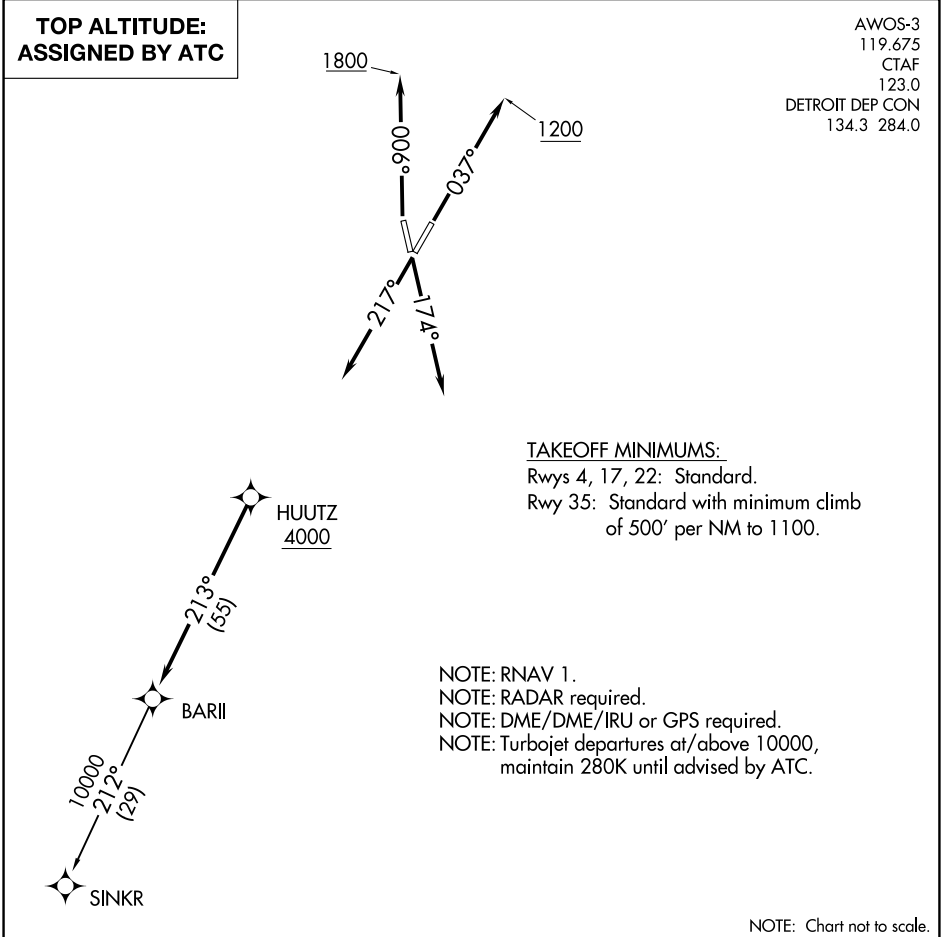 TOP ALTITUDE:
ASSIGNED BY ATC
AWOS-3
119.675
CTAF
123.0
DETROIT DEP CON
134.3 284.0
1800
1200
006°
037°
217°
174°
TAKEOFF MINIMUMS:
Rwys 4, 17, 22: Standard.
Rwy 35: Standard with minimum climb
of 500' per NM to 1100.
HUUTZ
4000
213°
(55)
BARII
NOTE: RNAV 1.
NOTE: RADAR required.
NOTE: DME/DME/IRU or GPS required.
NOTE: Turbojet departures at/above 10000,
maintain 280K until advised by ATC.
10000
212°
(29)
SINKR
NOTE: Chart not to scale.